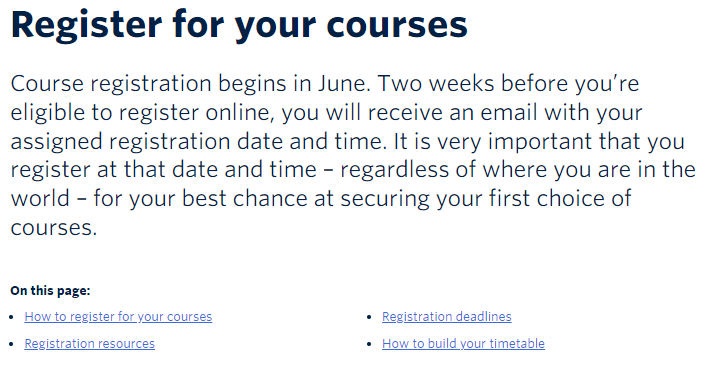 Register for your courses
Course registration begins in June. Two weeks before you’re
eligible to register online, you will receive an email with your
assigned registration date and time. It is very important that you
register at that date and time – regardless of where you are in the
world – for your best chance at securing your first choice of
courses.
On this page:
• How to register for your courses
• Registration resources
• Registration deadlines
• How to build your timetable